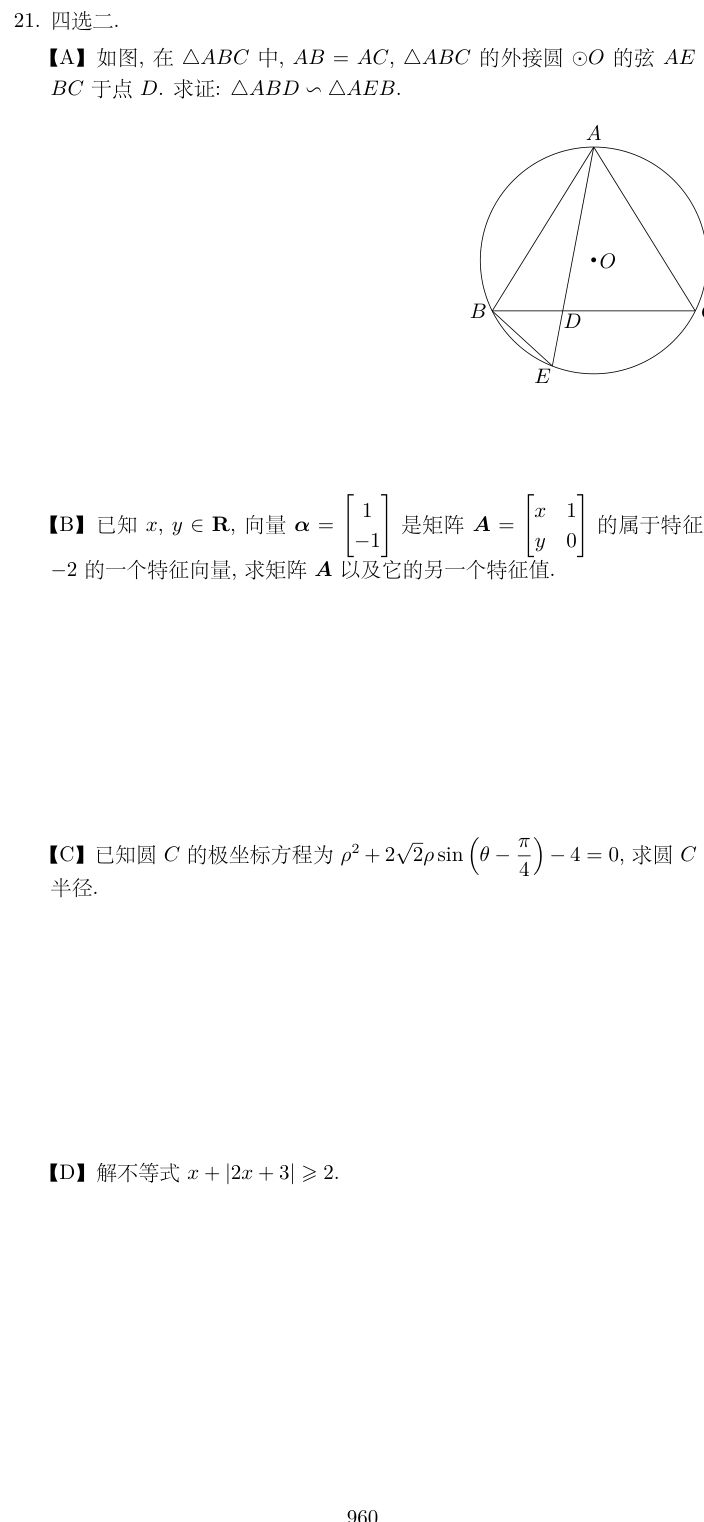 21. 四选二.
【A】如图, 在 △ABC 中, AB = AC, △ABC 的外接圆 ⊙O 的弦 AE
BC 于点 D. 求证: △ABD ∽ △AEB.
A
O
B
D
E
【B】已知 x, y ∈ R, 向量 α = [1; −1] 是矩阵 A = [x 1; y 0] 的属于特征
−2 的一个特征向量, 求矩阵 A 以及它的另一个特征值.
【C】已知圆 C 的极坐标方程为 ρ² + 2√2ρ sin(θ − π/4) − 4 = 0, 求圆 C
半径.
【D】解不等式 x + |2x + 3| ⩾ 2.
960